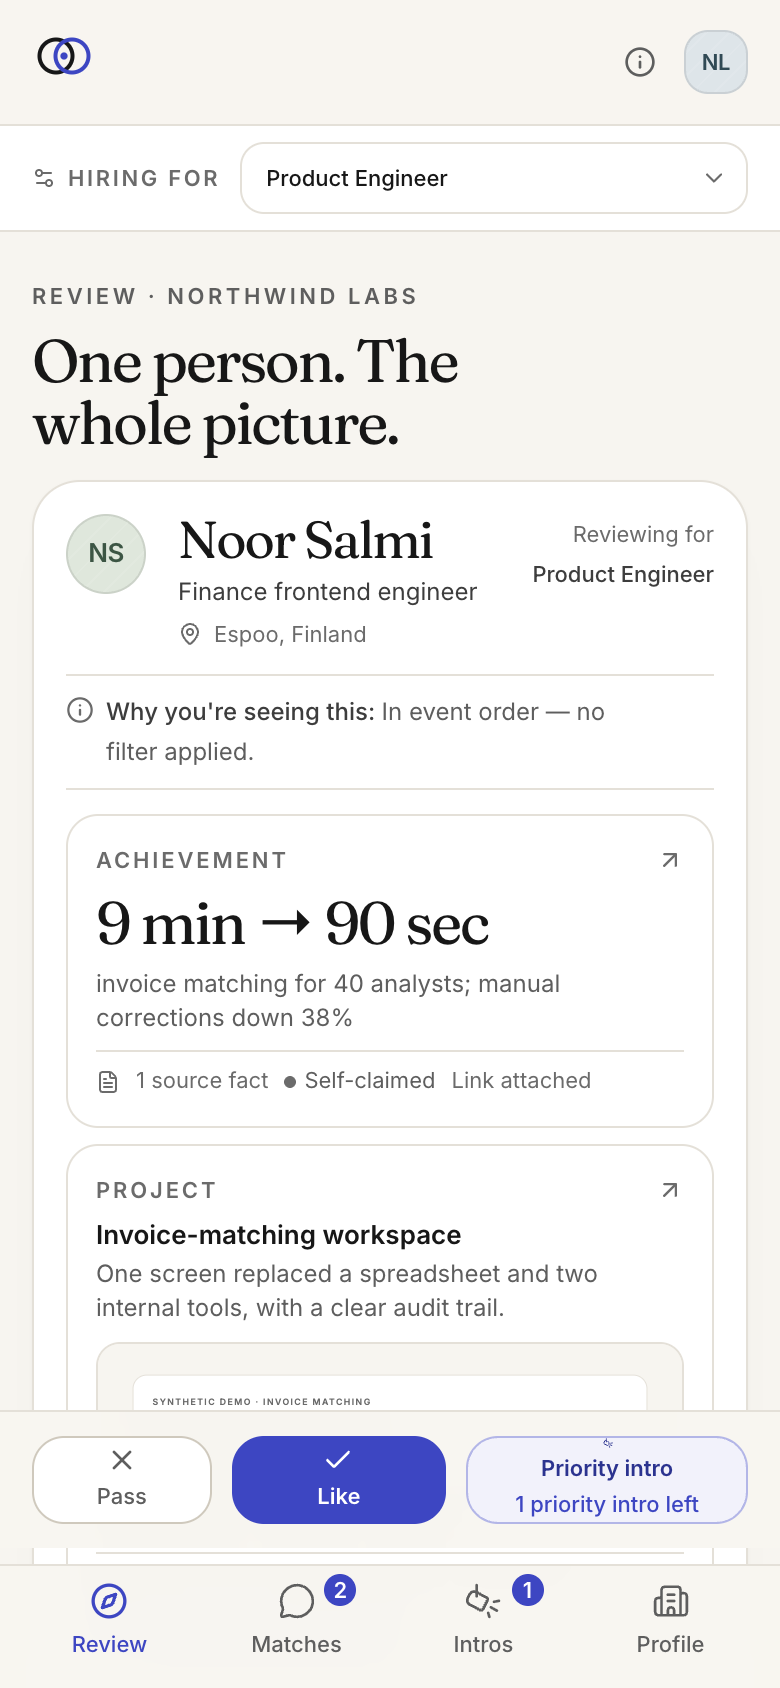 NL
HIRING FOR
Product Engineer
REVIEW · NORTHWIND LABS
One person. The
whole picture.
NS
Noor Salmi
Finance frontend engineer
Espoo, Finland
Reviewing for
Product Engineer
Why you're seeing this: In event order — no
filter applied.
ACHIEVEMENT
9 min → 90 sec
invoice matching for 40 analysts; manual
corrections down 38%
1 source fact ● Self-claimed Link attached
PROJECT
Invoice-matching workspace
One screen replaced a spreadsheet and two
internal tools, with a clear audit trail.
SYNTHETIC DEMO · INVOICE MATCHING
Pass
Like
Priority intro
1 priority intro left
Review
2
Matches
1
Intros
Profile